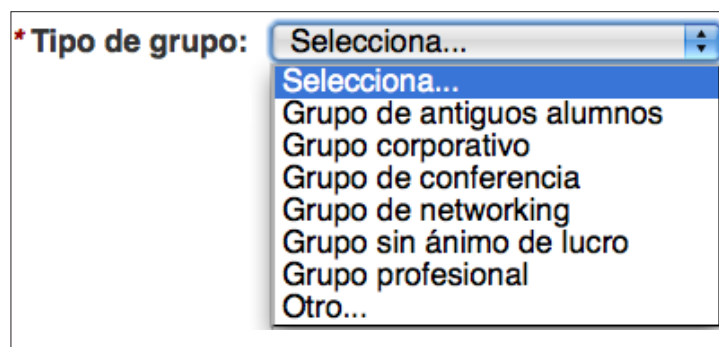 *Tipo de grupo: Selecciona...
Selecciona...
Grupo de antiguos alumnos
Grupo corporativo
Grupo de conferencia
Grupo de networking
Grupo sin ánimo de lucro
Grupo profesional
Otro...